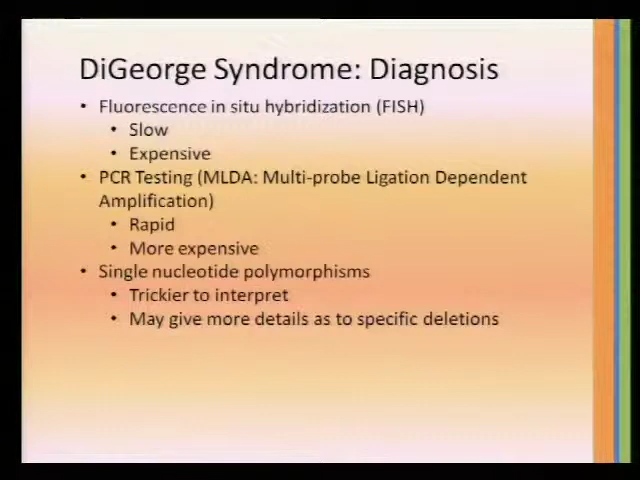 DiGeorge Syndrome: Diagnosis
• Fluorescence in situ hybridization (FISH)
• Slow
• Expensive
• PCR Testing (MLDA: Multi-probe Ligation Dependent
Amplification)
• Rapid
• More expensive
• Single nucleotide polymorphisms
• Trickier to interpret
• May give more details as to specific deletions